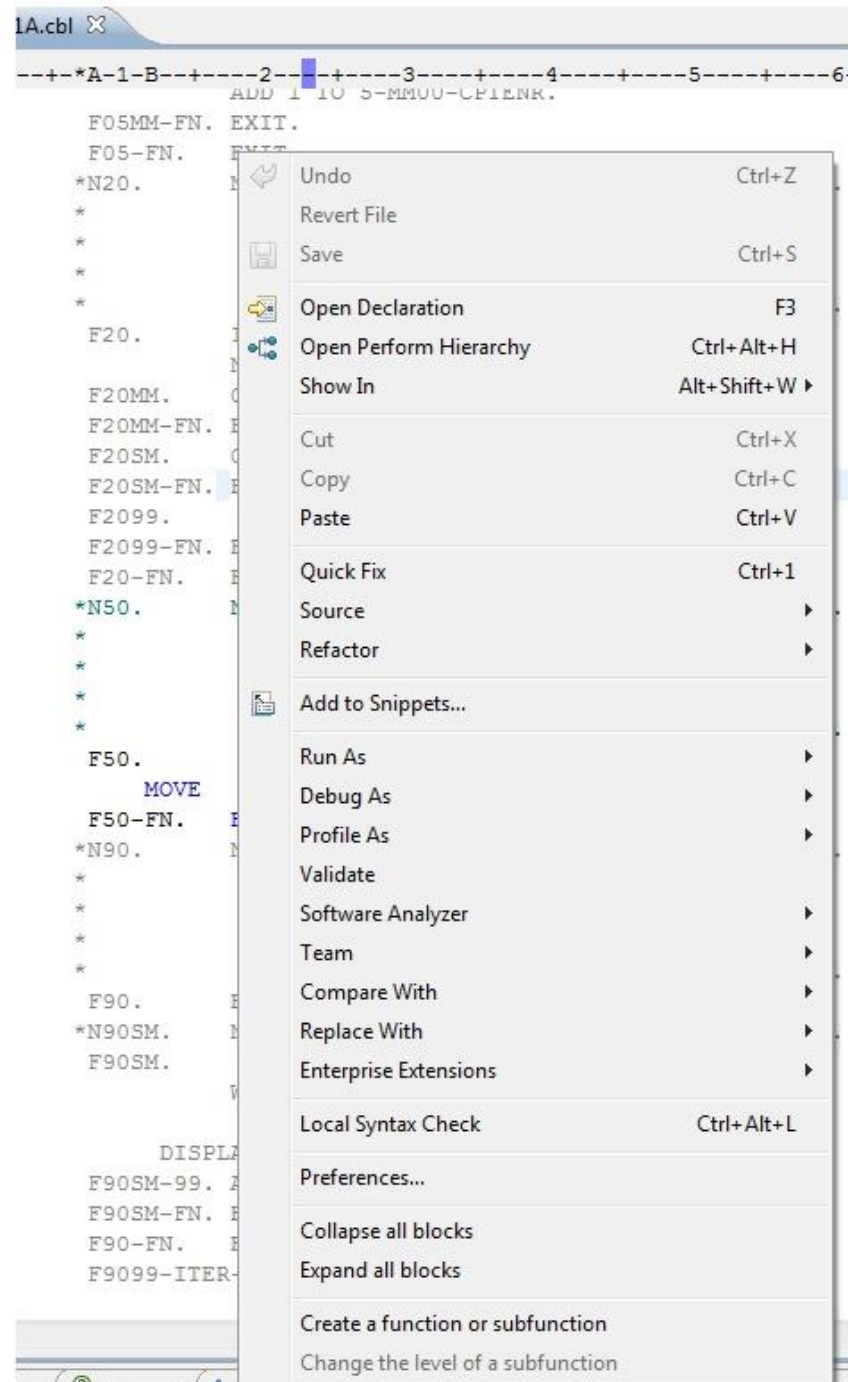 1A.cbl
--+-*A-1-B--+----2----+----3----+----4----+----5----+----6-
ADD 1 TO 5-MM00-CPTENR.
F05MM-FN. EXIT.
F05-FN. EXIT
*N20.
*
*
*
*
F20.
F20MM.
F20MM-FN.
F20SM.
F20SM-FN.
F2099.
F2099-FN.
F20-FN.
*N50.
*
*
*
*
F50.
MOVE
F50-FN.
*N90.
*
*
*
*
F90.
*N90SM.
F90SM.
F90SM-99.
F90SM-FN.
F90-FN.
Undo Ctrl+Z
Revert File
Save Ctrl+S
Open Declaration F3
Open Perform Hierarchy Ctrl+Alt+H
Show In Alt+Shift+W
Cut Ctrl+X
Copy Ctrl+C
Paste Ctrl+V
Quick Fix Ctrl+1
Source
Refactor
Add to Snippets...
Run As
Debug As
Profile As
Validate
Software Analyzer
Team
Compare With
Replace With
Enterprise Extensions
Local Syntax Check Ctrl+Alt+L
Preferences...
Collapse all blocks
Expand all blocks
Create a function or subfunction
Change the level of a subfunction